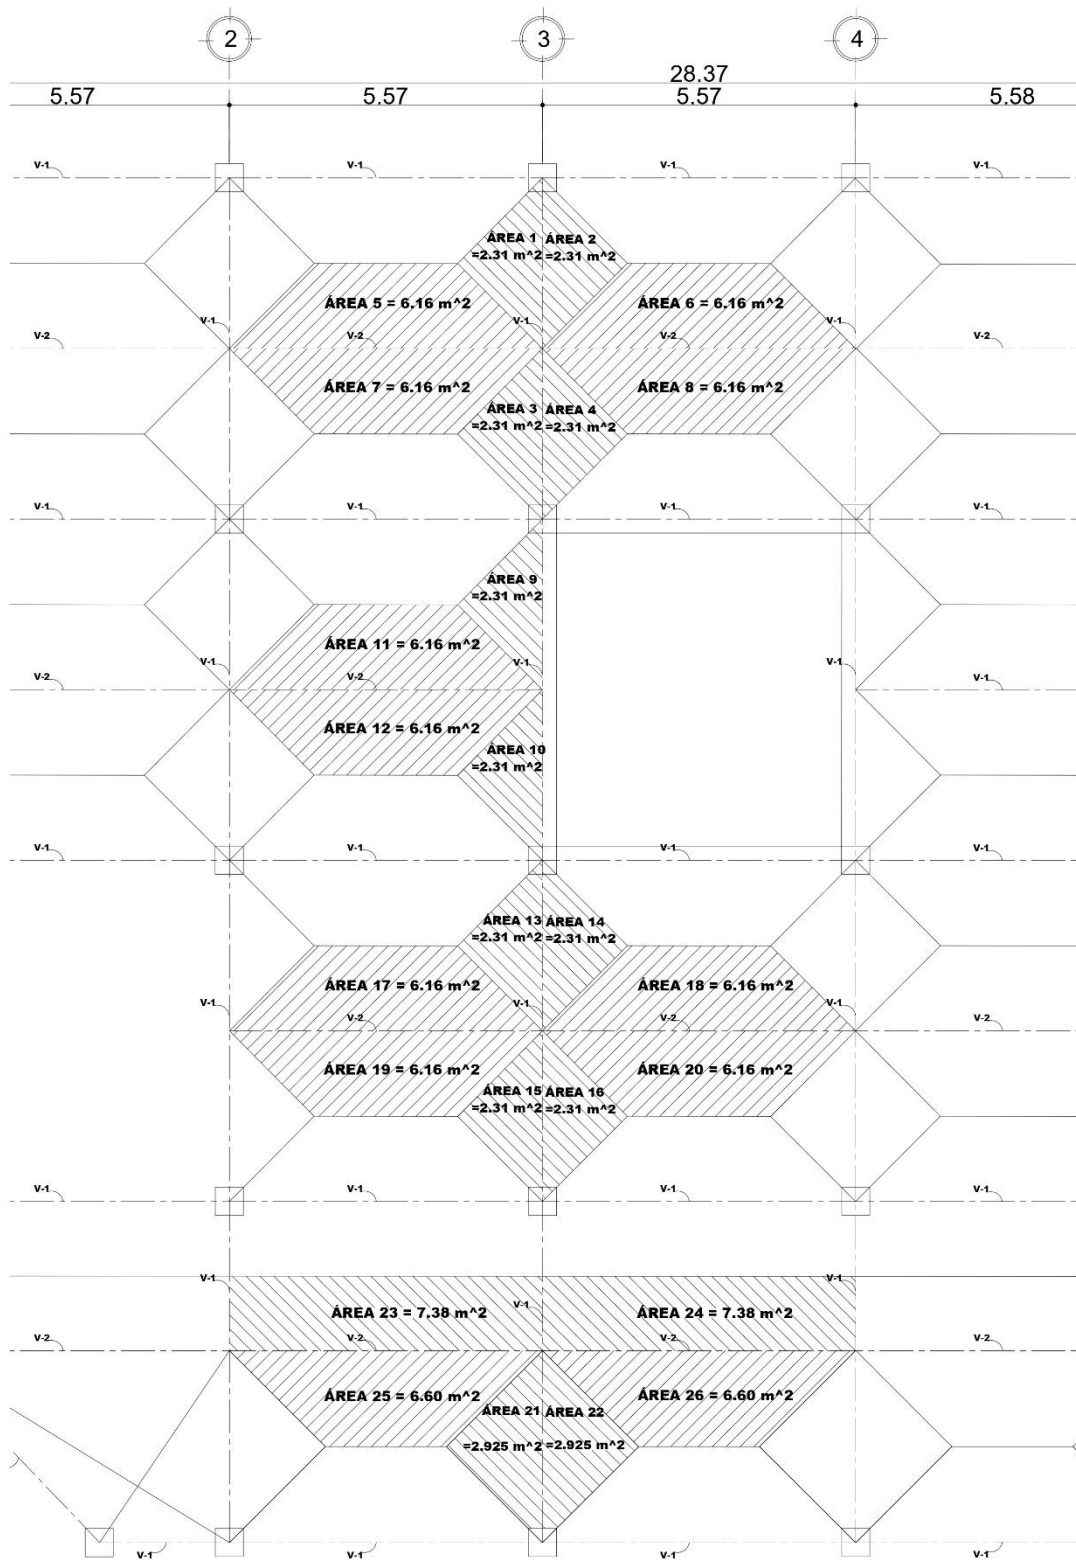 2 3 4
28.37
5.57 5.57 5.57 5.58
V-1 V-1 V-1 V-1
ÁREA 1 ÁREA 2
=2.31 m^2 =2.31 m^2
ÁREA 5 = 6.16 m^2 ÁREA 6 = 6.16 m^2
V-1 V-1 V-1
V-2 V-2 V-2 V-2
ÁREA 7 = 6.16 m^2 ÁREA 8 = 6.16 m^2
ÁREA 3 ÁREA 4
=2.31 m^2 =2.31 m^2
V-1 V-1 V-1 V-1
ÁREA 9
=2.31 m^2
ÁREA 11 = 6.16 m^2
V-1 V-1 V-1
V-2 V-2 V-1
ÁREA 12 = 6.16 m^2
ÁREA 10
=2.31 m^2
V-1 V-1 V-1 V-1
ÁREA 13 ÁREA 14
=2.31 m^2 =2.31 m^2
ÁREA 17 = 6.16 m^2 ÁREA 18 = 6.16 m^2
V-1 V-1 V-1
V-2 V-2 V-2
ÁREA 19 = 6.16 m^2 ÁREA 20 = 6.16 m^2
ÁREA 15 ÁREA 16
=2.31 m^2 =2.31 m^2
V-1 V-1 V-1 V-1
V-1 V-1 V-1
ÁREA 23 = 7.38 m^2 ÁREA 24 = 7.38 m^2
V-2 V-2 V-2 V-2
ÁREA 25 = 6.60 m^2 ÁREA 26 = 6.60 m^2
ÁREA 21 ÁREA 22
=2.925 m^2 =2.925 m^2
V-1 V-1 V-1 V-1